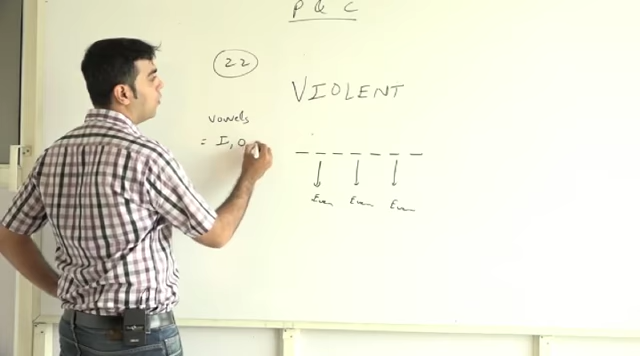 P & C
22
VIOLENT
vowels
= I, O
Even Even Even